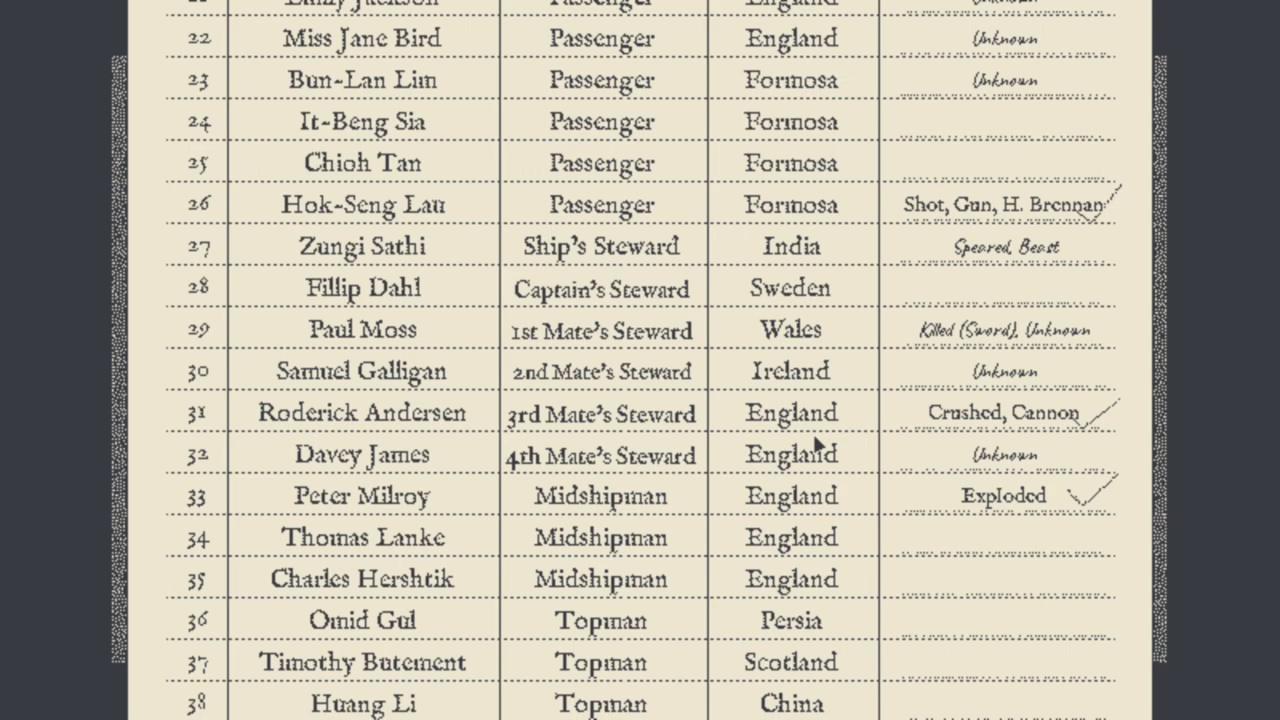 21 Emily Jackson Passenger England Unknown
22 Miss Jane Bird Passenger England Unknown
23 Bun-Lan Lim Passenger Formosa Unknown
24 It-Beng Sia Passenger Formosa
25 Chioh Tan Passenger Formosa
26 Hok-Seng Lau Passenger Formosa Shot, Gun, H. Brennan
27 Zungi Sathi Ship's Steward India Speared, Beast
28 Fillip Dahl Captain's Steward Sweden
29 Paul Moss 1st Mate's Steward Wales Killed (Sword), Unknown
30 Samuel Galligan 2nd Mate's Steward Ireland Unknown
31 Roderick Andersen 3rd Mate's Steward England Crushed, Cannon
32 Davey James 4th Mate's Steward England Unknown
33 Peter Milroy Midshipman England Exploded
34 Thomas Lanke Midshipman England
35 Charles Hershtik Midshipman England
36 Omid Gul Topman Persia
37 Timothy Butement Topman Scotland
38 Huang Li Topman China